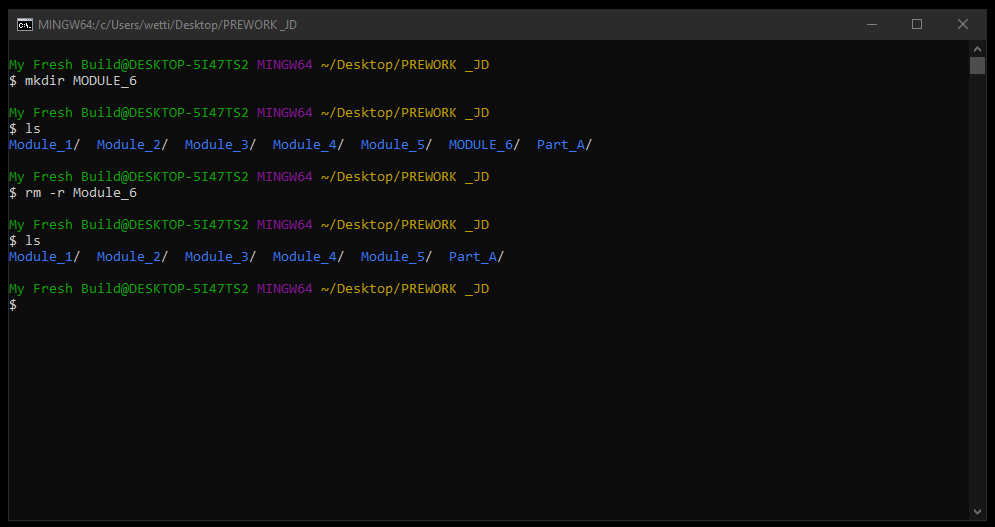 MINGW64:/c/Users/wetti/Desktop/PREWORK _JD
My Fresh Build@DESKTOP-5I47TS2 MINGW64 ~/Desktop/PREWORK _JD
$ mkdir MODULE_6
My Fresh Build@DESKTOP-5I47TS2 MINGW64 ~/Desktop/PREWORK _JD
$ ls
Module_1/  Module_2/  Module_3/  Module_4/  Module_5/  MODULE_6/  Part_A/
My Fresh Build@DESKTOP-5I47TS2 MINGW64 ~/Desktop/PREWORK _JD
$ rm -r Module_6
My Fresh Build@DESKTOP-5I47TS2 MINGW64 ~/Desktop/PREWORK _JD
$ ls
Module_1/  Module_2/  Module_3/  Module_4/  Module_5/  Part_A/
My Fresh Build@DESKTOP-5I47TS2 MINGW64 ~/Desktop/PREWORK _JD
$